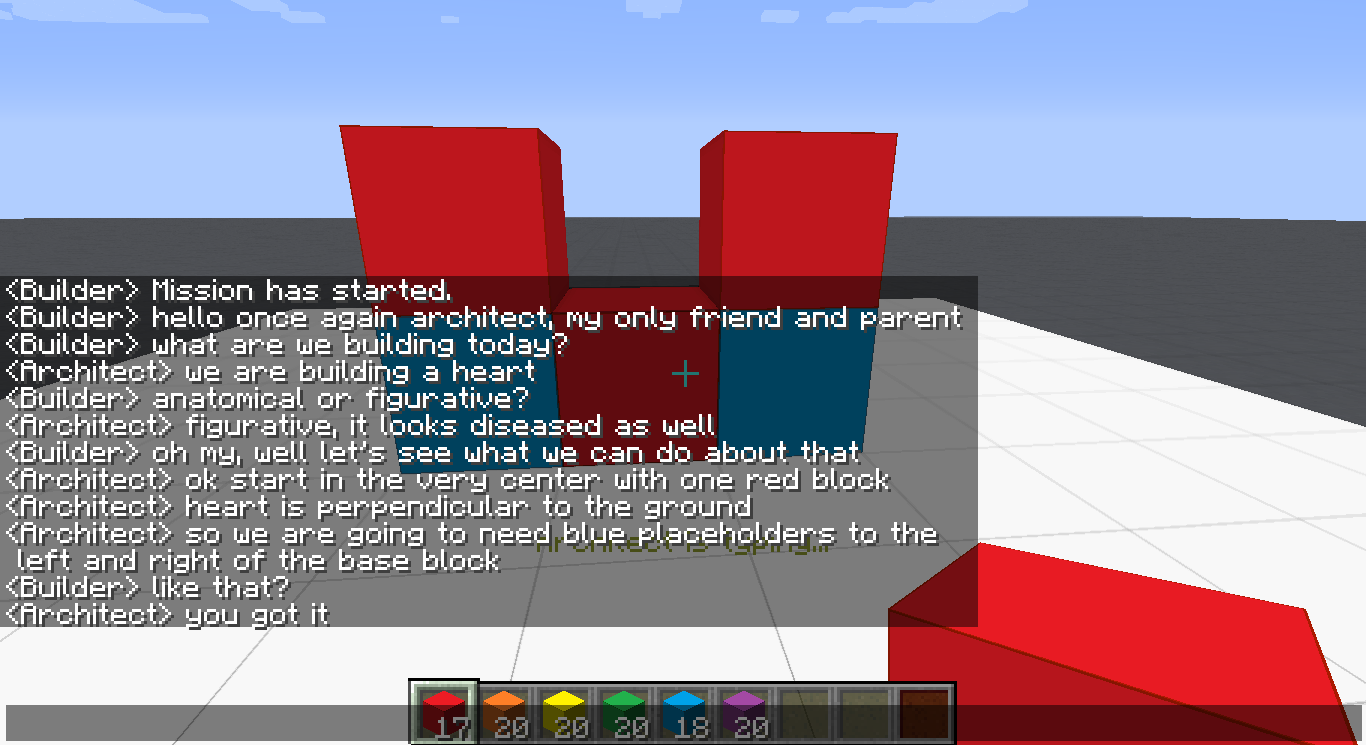 <Builder> Mission has started.
<Builder> hello once again architect, my only friend and parent
<Builder> what are we building today?
<Architect> we are building a heart
<Builder> anatomical or figurative?
<Architect> figurative, it looks diseased as well
<Builder> oh my, well let's see what we can do about that
<Architect> ok start in the very center with one red block
<Architect> heart is perpendicular to the ground
<Architect> so we are going to need blue placeholders to the
left and right of the base block
Architect is typing...
<Builder> like that?
<Architect> you got it
17 20 20 20 18 20